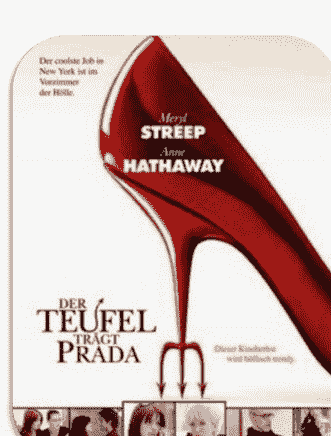 Der coolste Job in
New York ist im
Vorzimmer
der Hölle.
Meryl
STREEP
Anne
HATHAWAY
DER
TEUFEL
TRÄGT
PRADA
Dieser Kinderfilm
wird höllisch trendy.